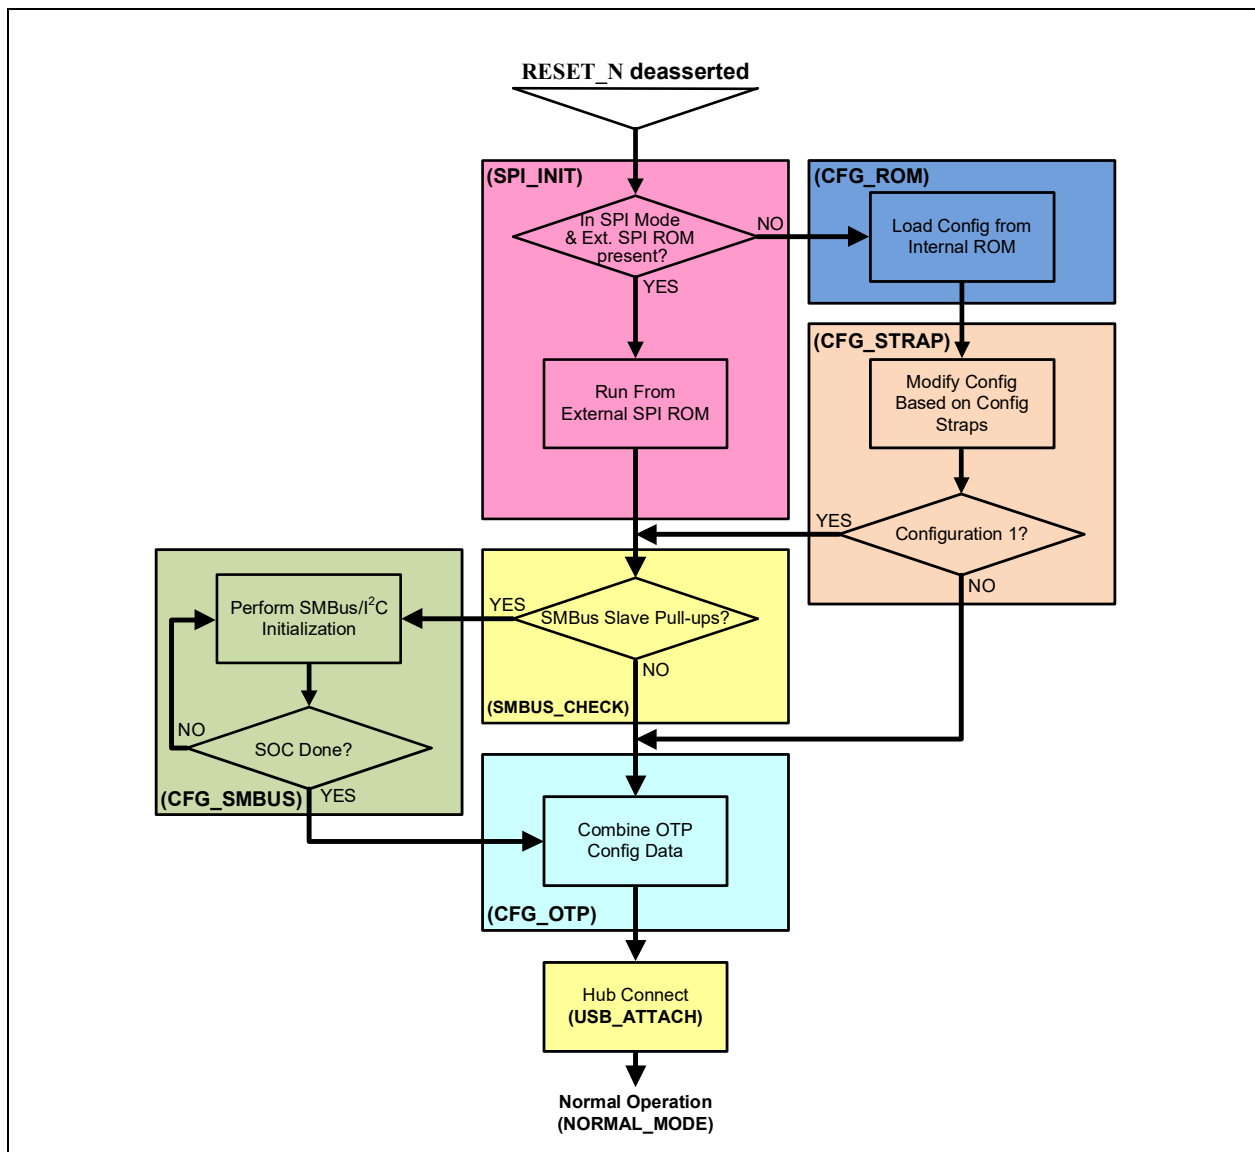 RESET_N deasserted
(SPI_INIT)
In SPI Mode
& Ext. SPI ROM
present?
NO
YES
Run From
External SPI ROM
(CFG_ROM)
Load Config from
Internal ROM
(CFG_STRAP)
Modify Config
Based on Config
Straps
YES
Configuration 1?
NO
Perform SMBus/I²C
Initialization
YES
SMBus Slave Pull-ups?
NO
(SMBUS_CHECK)
NO
SOC Done?
(CFG_SMBUS)
YES
Combine OTP
Config Data
(CFG_OTP)
Hub Connect
(USB_ATTACH)
Normal Operation
(NORMAL_MODE)